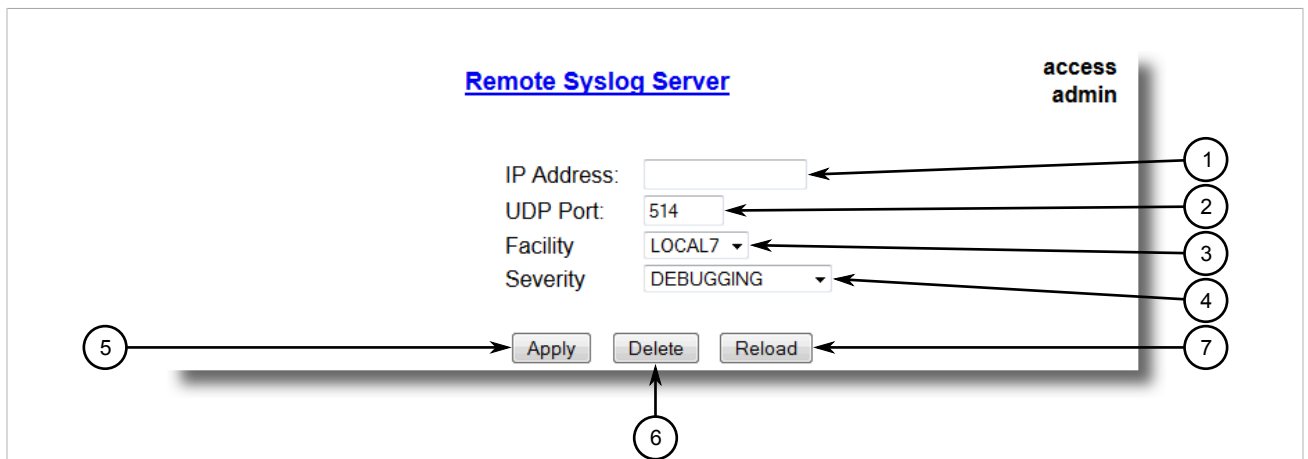 Remote Syslog Server
access
admin
IP Address:
1
UDP Port: 514
2
Facility LOCAL7
3
Severity DEBUGGING
4
5
Apply Delete Reload
7
6